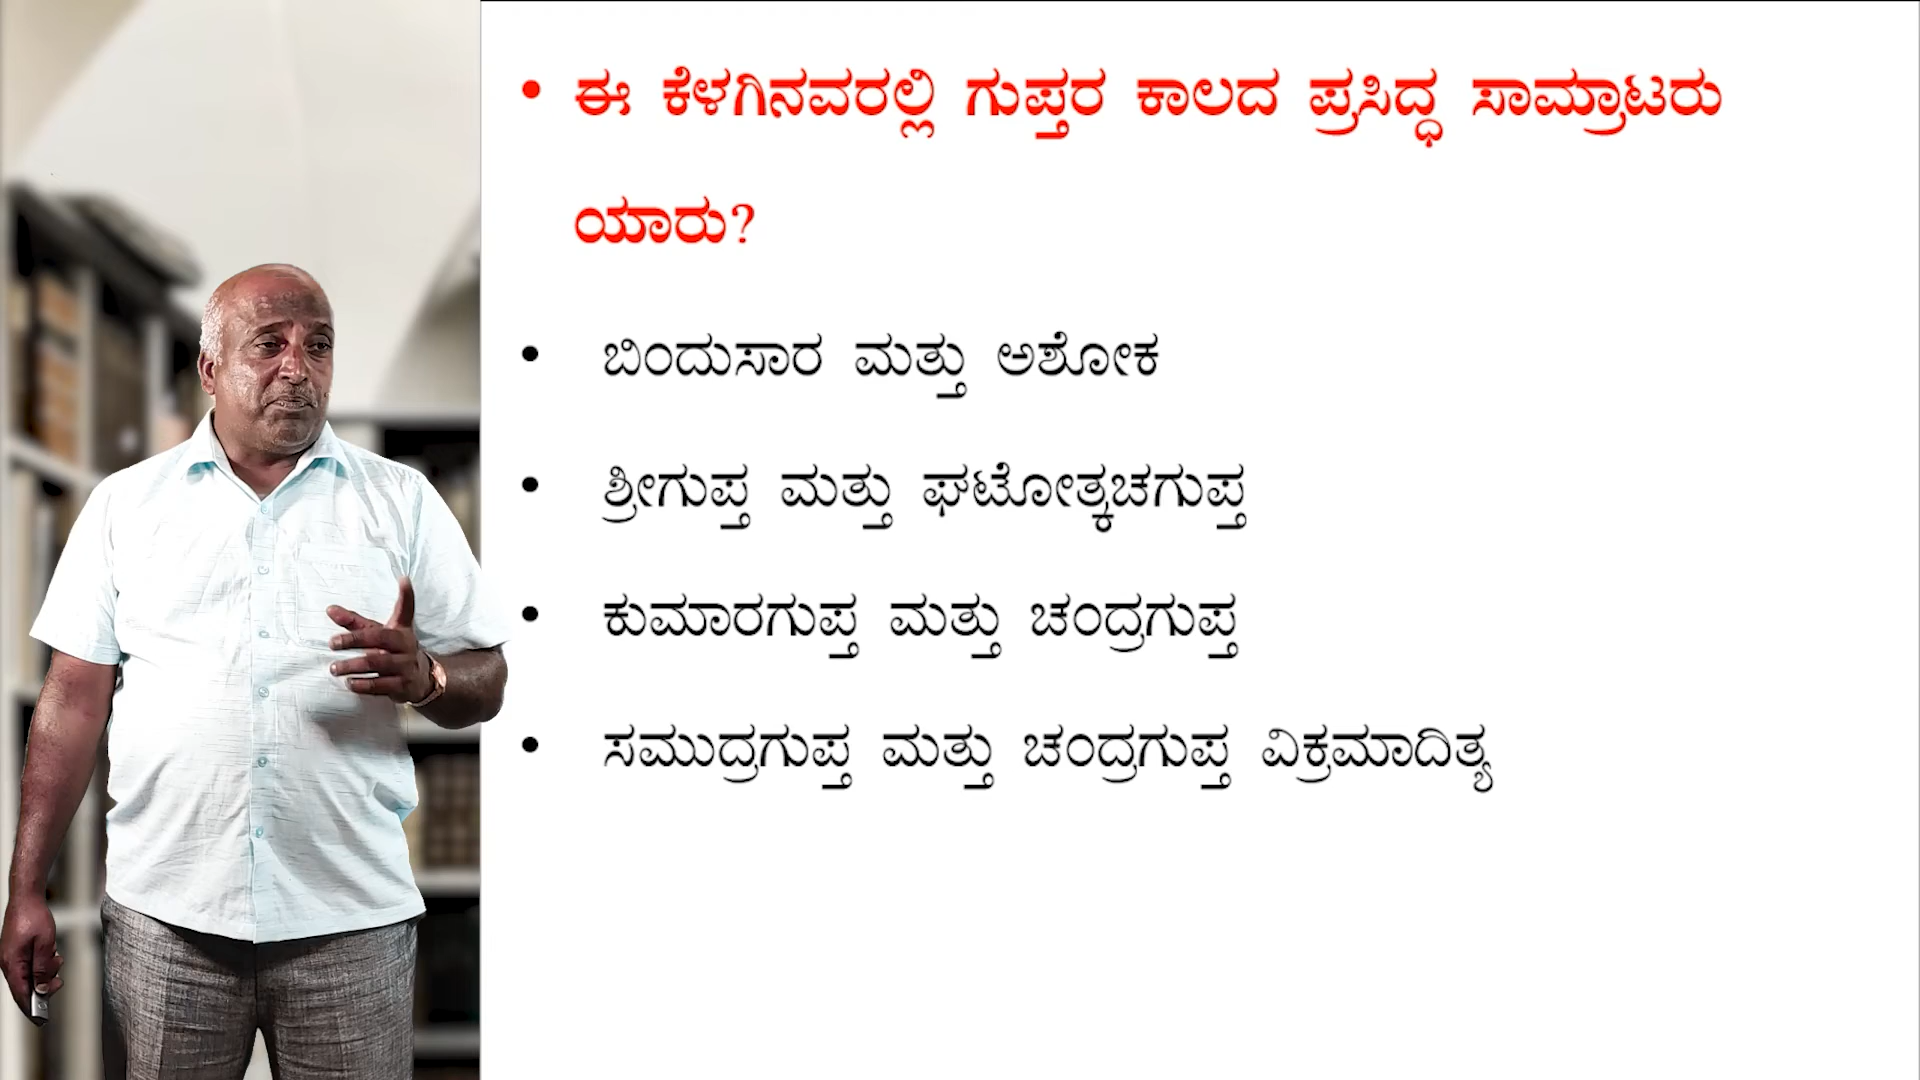 • ಈ ಕೆಳಗಿನವರಲ್ಲಿ ಗುಪ್ತರ ಕಾಲದ ಪ್ರಸಿದ್ಧ ಸಾಮ್ರಾಟರು
ಯಾರು?
• ಬಿಂದುಸಾರ ಮತ್ತು ಅಶೋಕ
• ಶ್ರೀಗುಪ್ತ ಮತ್ತು ಘಟೋತ್ಕಚಗುಪ್ತ
• ಕುಮಾರಗುಪ್ತ ಮತ್ತು ಚಂದ್ರಗುಪ್ತ
• ಸಮುದ್ರಗುಪ್ತ ಮತ್ತು ಚಂದ್ರಗುಪ್ತ ವಿಕ್ರಮಾದಿತ್ಯ